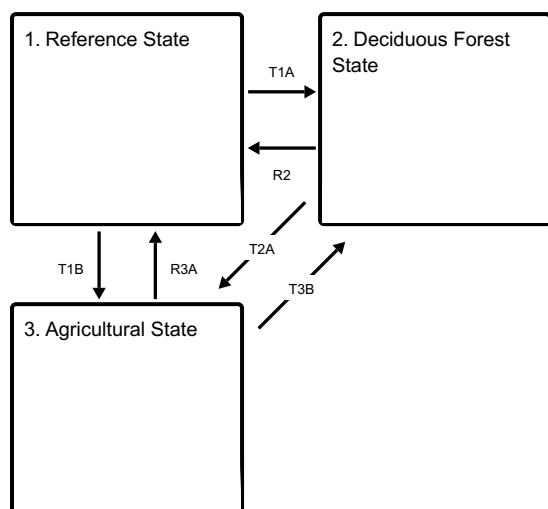 1. Reference State
2. Deciduous Forest
State
T1A
R2
T2A
T1B
R3A
T3B
3. Agricultural State